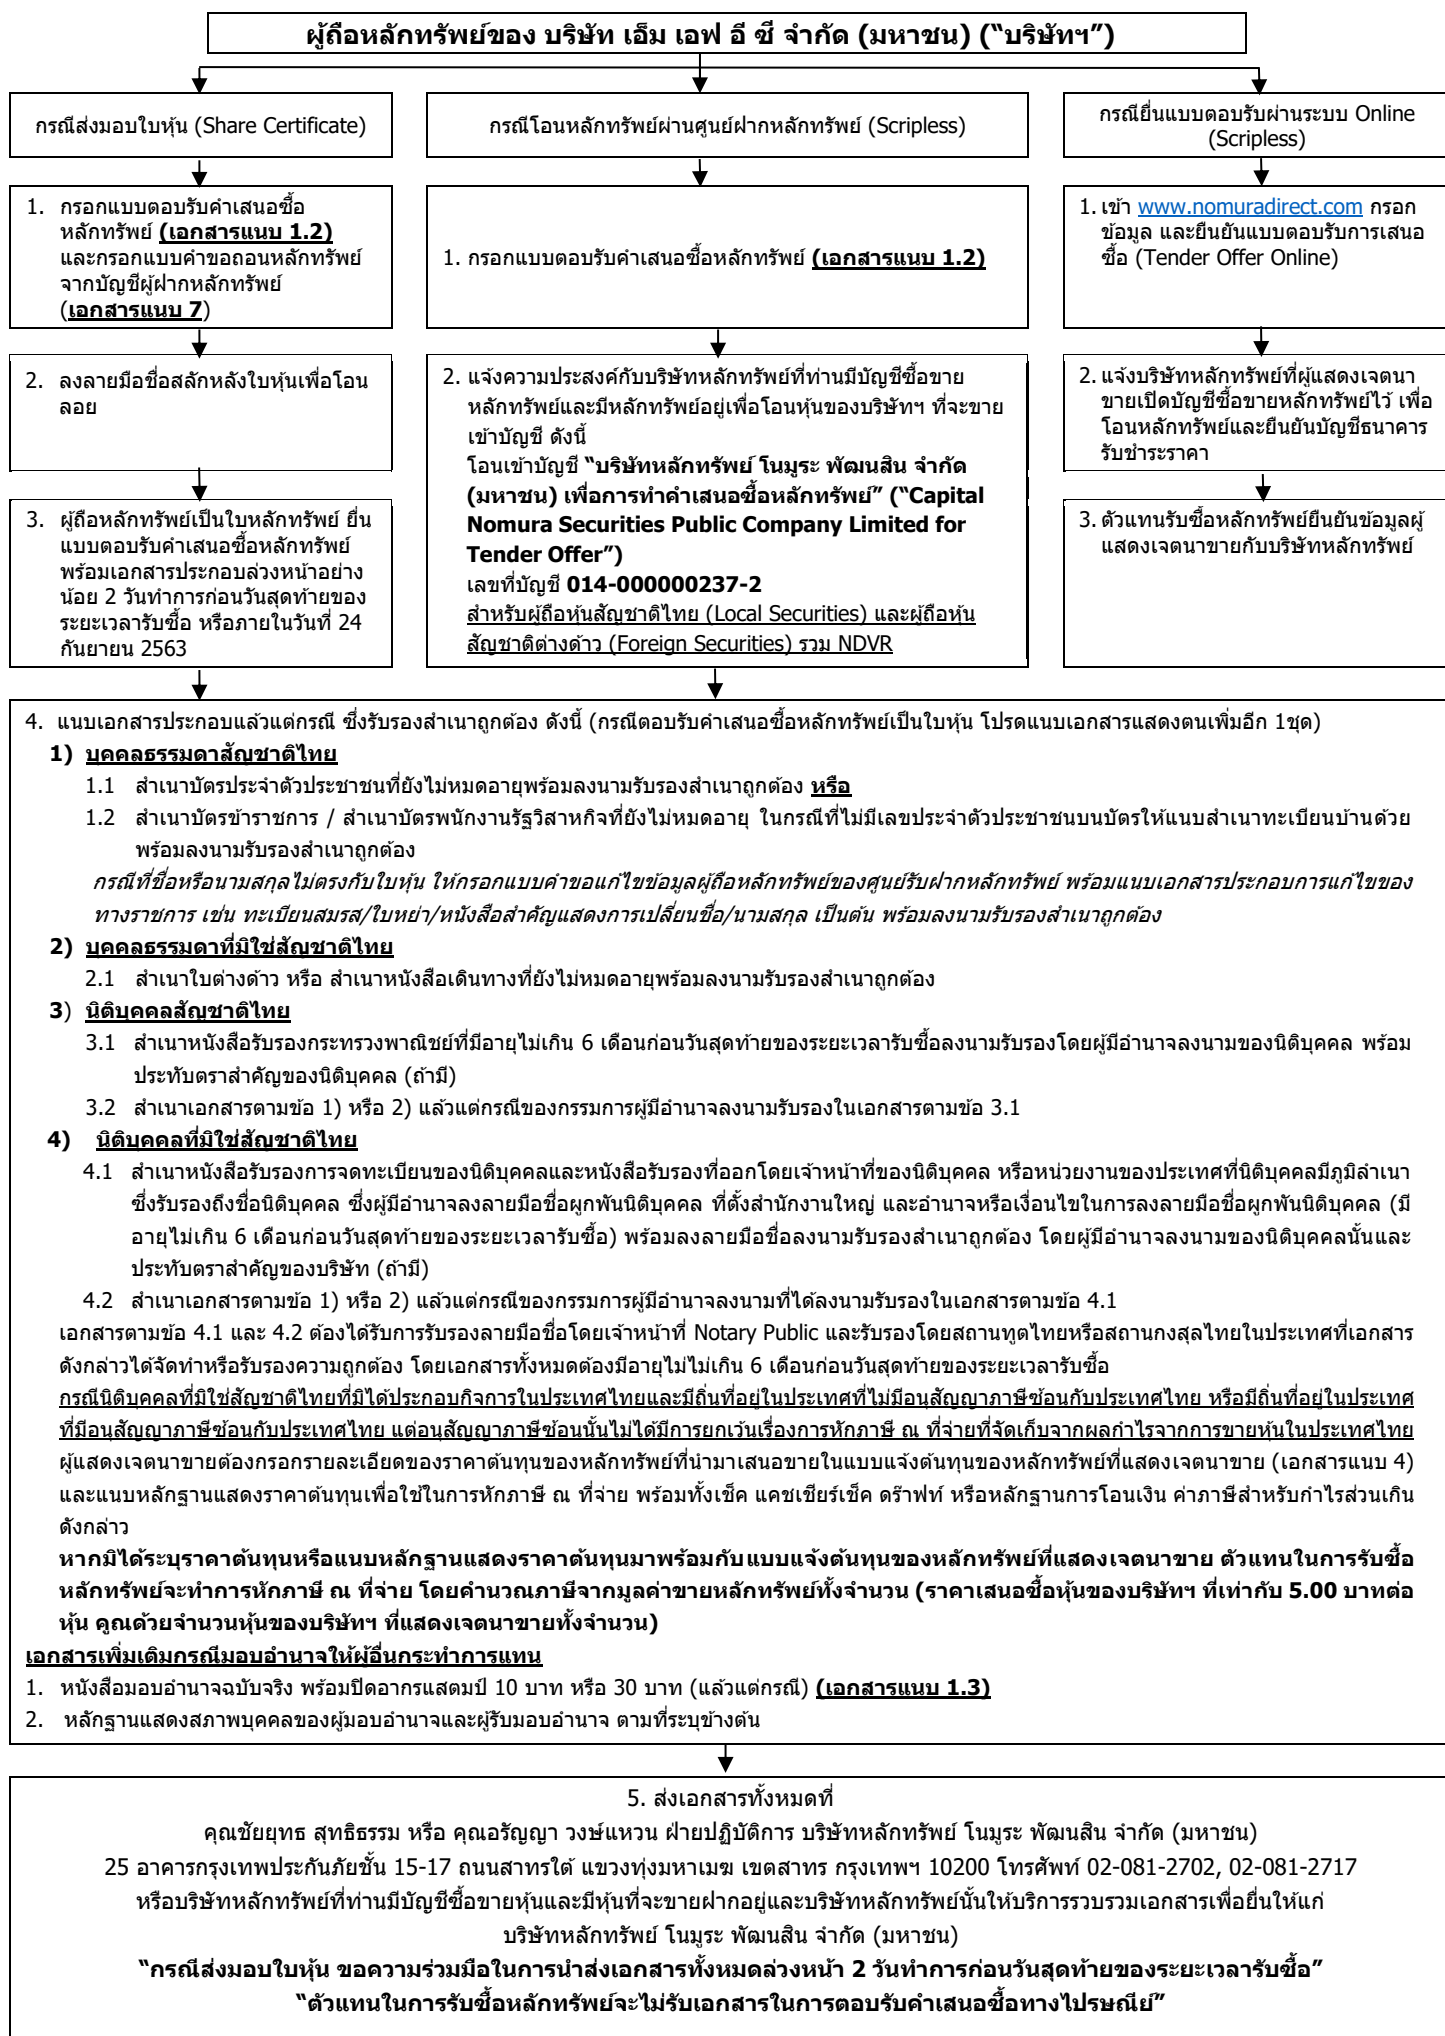 ผู้ถือหลักทรัพย์ของ บริษัท เอ็ม เอฟ อี ซี จำกัด (มหาชน) (“บริษัทฯ”)
กรณีส่งมอบใบหุ้น (Share Certificate)
กรณีโอนหลักทรัพย์ผ่านศูนย์ฝากหลักทรัพย์ (Scripless)
กรณียื่นแบบตอบรับผ่านระบบ Online
(Scripless)
1. กรอกแบบตอบรับคำเสนอซื้อ
หลักทรัพย์ (เอกสารแนบ 1.2)
และกรอกแบบคำขอถอนหลักทรัพย์
จากบัญชีผู้ฝากหลักทรัพย์
(เอกสารแนบ 7)
1. กรอกแบบตอบรับคำเสนอซื้อหลักทรัพย์ (เอกสารแนบ 1.2)
1. เข้า www.nomuradirect.com กรอก
ข้อมูล และยืนยันแบบตอบรับการเสนอ
ซื้อ (Tender Offer Online)
2. ลงลายมือชื่อสลักหลังใบหุ้นเพื่อโอน
ลอย
2. แจ้งความประสงค์กับบริษัทหลักทรัพย์ที่ท่านมีบัญชีซื้อขาย
หลักทรัพย์และมีหลักทรัพย์อยู่เพื่อโอนหุ้นของบริษัทฯ ที่จะขาย
เข้าบัญชี ดังนี้
โอนเข้าบัญชี “บริษัทหลักทรัพย์ โนมูระ พัฒนสิน จำกัด
(มหาชน) เพื่อการทำคำเสนอซื้อหลักทรัพย์” (“Capital
Nomura Securities Public Company Limited for
Tender Offer”)
เลขที่บัญชี 014-000000237-2
สำหรับผู้ถือหุ้นสัญชาติไทย (Local Securities) และผู้ถือหุ้น
สัญชาติต่างด้าว (Foreign Securities) รวม NDVR
2. แจ้งบริษัทหลักทรัพย์ที่ผู้แสดงเจตนา
ขายเปิดบัญชีซื้อขายหลักทรัพย์ไว้ เพื่อ
โอนหลักทรัพย์และยืนยันบัญชีธนาคาร
รับชำระราคา
3. ผู้ถือหลักทรัพย์เป็นใบหลักทรัพย์ ยื่น
แบบตอบรับคำเสนอซื้อหลักทรัพย์
พร้อมเอกสารประกอบล่วงหน้าอย่าง
น้อย 2 วันทำการก่อนวันสุดท้ายของ
ระยะเวลารับซื้อ หรือภายในวันที่ 24
กันยายน 2563
3. ตัวแทนรับซื้อหลักทรัพย์ยืนยันข้อมูลผู้
แสดงเจตนาขายกับบริษัทหลักทรัพย์
4. แนบเอกสารประกอบแล้วแต่กรณี ซึ่งรับรองสำเนาถูกต้อง ดังนี้ (กรณีตอบรับคำเสนอซื้อหลักทรัพย์เป็นใบหุ้น โปรดแนบเอกสารแสดงตนเพิ่มอีก 1ชุด)
1) บุคคลธรรมดาสัญชาติไทย
1.1 สำเนาบัตรประจำตัวประชาชนที่ยังไม่หมดอายุพร้อมลงนามรับรองสำเนาถูกต้อง หรือ
1.2 สำเนาบัตรข้าราชการ / สำเนาบัตรพนักงานรัฐวิสาหกิจที่ยังไม่หมดอายุ ในกรณีที่ไม่มีเลขประจำตัวประชาชนบนบัตรให้แนบสำเนาทะเบียนบ้านด้วย
พร้อมลงนามรับรองสำเนาถูกต้อง
กรณีที่ชื่อหรือนามสกุลไม่ตรงกับใบหุ้น ให้กรอกแบบคำขอแก้ไขข้อมูลผู้ถือหลักทรัพย์ของศูนย์รับฝากหลักทรัพย์ พร้อมแนบเอกสารประกอบการแก้ไขของ
ทางราชการ เช่น ทะเบียนสมรส/ใบหย่า/หนังสือสำคัญแสดงการเปลี่ยนชื่อ/นามสกุล เป็นต้น พร้อมลงนามรับรองสำเนาถูกต้อง
2) บุคคลธรรมดาที่มิใช่สัญชาติไทย
2.1 สำเนาใบต่างด้าว หรือ สำเนาหนังสือเดินทางที่ยังไม่หมดอายุพร้อมลงนามรับรองสำเนาถูกต้อง
3) นิติบุคคลสัญชาติไทย
3.1 สำเนาหนังสือรับรองกระทรวงพาณิชย์ที่มีอายุไม่เกิน 6 เดือนก่อนวันสุดท้ายของระยะเวลารับซื้อลงนามรับรองโดยผู้มีอำนาจลงนามของนิติบุคคล พร้อม
ประทับตราสำคัญของนิติบุคคล (ถ้ามี)
3.2 สำเนาเอกสารตามข้อ 1) หรือ 2) แล้วแต่กรณีของกรรมการผู้มีอำนาจลงนามรับรองในเอกสารตามข้อ 3.1
4) นิติบุคคลที่มิใช่สัญชาติไทย
4.1 สำเนาหนังสือรับรองการจดทะเบียนของนิติบุคคลและหนังสือรับรองที่ออกโดยเจ้าหน้าที่ของนิติบุคคล หรือหน่วยงานของประเทศที่นิติบุคคลมีภูมิลำเนา
ซึ่งรับรองถึงชื่อนิติบุคคล ซึ่งผู้มีอำนาจลงลายมือชื่อผูกพันนิติบุคคล ที่ตั้งสำนักงานใหญ่ และอำนาจหรือเงื่อนไขในการลงลายมือชื่อผูกพันนิติบุคคล (มี
อายุไม่เกิน 6 เดือนก่อนวันสุดท้ายของระยะเวลารับซื้อ) พร้อมลงลายมือชื่อลงนามรับรองสำเนาถูกต้อง โดยผู้มีอำนาจลงนามของนิติบุคคลนั้นและ
ประทับตราสำคัญของบริษัท (ถ้ามี)
4.2 สำเนาเอกสารตามข้อ 1) หรือ 2) แล้วแต่กรณีของกรรมการผู้มีอำนาจลงนามที่ได้ลงนามรับรองในเอกสารตามข้อ 4.1
เอกสารตามข้อ 4.1 และ 4.2 ต้องได้รับการรับรองลายมือชื่อโดยเจ้าหน้าที่ Notary Public และรับรองโดยสถานทูตไทยหรือสถานกงสุลไทยในประเทศที่เอกสาร
ดังกล่าวได้จัดทำหรือรับรองความถูกต้อง โดยเอกสารทั้งหมดต้องมีอายุไม่ไม่เกิน 6 เดือนก่อนวันสุดท้ายของระยะเวลารับซื้อ
กรณีนิติบุคคลที่มิใช่สัญชาติไทยที่มิได้ประกอบกิจการในประเทศไทยและมีถิ่นที่อยู่ในประเทศที่ไม่มีอนุสัญญาภาษีซ้อนกับประเทศไทย หรือมีถิ่นที่อยู่ในประเทศ
ที่มีอนุสัญญาภาษีซ้อนกับประเทศไทย แต่อนุสัญญาภาษีซ้อนนั้นไม่ได้มีการยกเว้นเรื่องการหักภาษี ณ ที่จ่ายที่จัดเก็บจากผลกำไรจากการขายหุ้นในประเทศไทย
ผู้แสดงเจตนาขายต้องกรอกรายละเอียดของราคาต้นทุนของหลักทรัพย์ที่นำมาเสนอขายในแบบแจ้งต้นทุนของหลักทรัพย์ที่แสดงเจตนาขาย (เอกสารแนบ 4)
และแนบหลักฐานแสดงราคาต้นทุนเพื่อใช้ในการหักภาษี ณ ที่จ่าย พร้อมทั้งเช็ค แคชเชียร์เช็ค ดร๊าฟท์ หรือหลักฐานการโอนเงิน ค่าภาษีสำหรับกำไรส่วนเกิน
ดังกล่าว
หากมิได้ระบุราคาต้นทุนหรือแนบหลักฐานแสดงราคาต้นทุนมาพร้อมกับแบบแจ้งต้นทุนของหลักทรัพย์ที่แสดงเจตนาขาย ตัวแทนในการรับซื้อ
หลักทรัพย์จะทำการหักภาษี ณ ที่จ่าย โดยคำนวณภาษีจากมูลค่าขายหลักทรัพย์ทั้งจำนวน (ราคาเสนอซื้อหุ้นของบริษัทฯ ที่เท่ากับ 5.00 บาทต่อ
หุ้น คูณด้วยจำนวนหุ้นของบริษัทฯ ที่แสดงเจตนาขายทั้งจำนวน)
เอกสารเพิ่มเติมกรณีมอบอำนาจให้ผู้อื่นกระทำการแทน
1. หนังสือมอบอำนาจฉบับจริง พร้อมปิดอากรแสตมป์ 10 บาท หรือ 30 บาท (แล้วแต่กรณี) (เอกสารแนบ 1.3)
2. หลักฐานแสดงสภาพบุคคลของผู้มอบอำนาจและผู้รับมอบอำนาจ ตามที่ระบุข้างต้น
5. ส่งเอกสารทั้งหมดที่
คุณชัยยุทธ สุทธิธรรม หรือ คุณอรัญญา วงษ์แหวน ฝ่ายปฏิบัติการ บริษัทหลักทรัพย์ โนมูระ พัฒนสิน จำกัด (มหาชน)
25 อาคารกรุงเทพประกันภัยชั้น 15-17 ถนนสาทรใต้ แขวงทุ่งมหาเมฆ เขตสาทร กรุงเทพฯ 10200 โทรศัพท์ 02-081-2702, 02-081-2717
หรือบริษัทหลักทรัพย์ที่ท่านมีบัญชีซื้อขายหุ้นและมีหุ้นที่จะขายฝากอยู่และบริษัทหลักทรัพย์นั้นให้บริการรวบรวมเอกสารเพื่อยื่นให้แก่
บริษัทหลักทรัพย์ โนมูระ พัฒนสิน จำกัด (มหาชน)
“กรณีส่งมอบใบหุ้น ขอความร่วมมือในการนำส่งเอกสารทั้งหมดล่วงหน้า 2 วันทำการก่อนวันสุดท้ายของระยะเวลารับซื้อ”
“ตัวแทนในการรับซื้อหลักทรัพย์จะไม่รับเอกสารในการตอบรับคำเสนอซื้อทางไปรษณีย์”